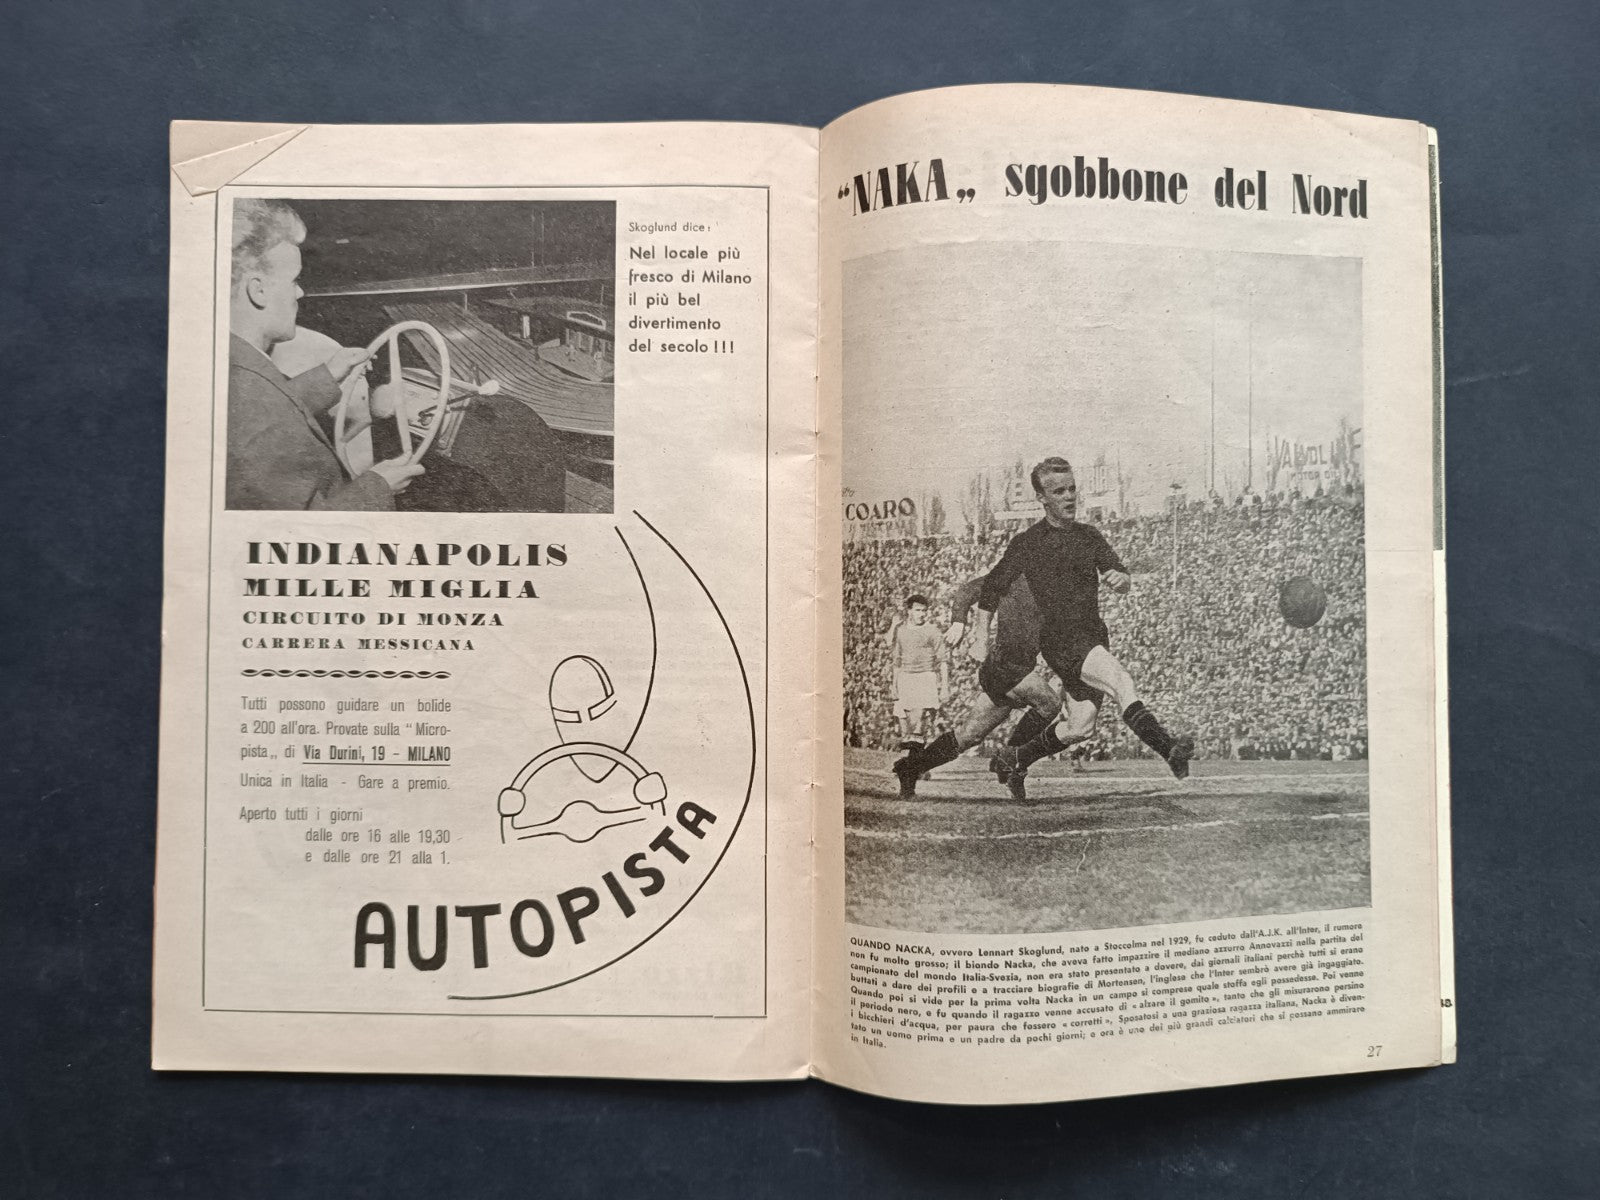 Skoglund dice:
Nel locale più
fresco di Milano
il più bel
divertimento
del secolo !!!
INDIANAPOLIS
MILLE MIGLIA
CIRCUITO DI MONZA
CARRERA MESSICANA
Tutti possono guidare un bolide
a 200 all'ora. Provate sulla "Micro-
pista„ di Via Durini, 19 - MILANO
Unica in Italia - Gare a premio.
Aperto tutti i giorni
dalle ore 16 alle 19,30
e dalle ore 21 alla 1.
AUTOPISTA
"NAKA„ sgobbone del Nord
COARO
VALVOLINE
MOTOR OIL
QUANDO NACKA, ovvero Lennart Skoglund, nato a Stoccolma nel 1929, fu ceduto dall'A.J.K. all'Inter, il rumore
non fu molto grosso; il biondo Nacka, che aveva fatto impazzire il mediano azzurro Annovazzi nella partita del
campionato del mondo Italia-Svezia, non era stato presentato a dovere, dai giornali italiani perchè tutti si erano
buttati a dare dei profili e a tracciare biografie di Mortensen, l'inglese che l'Inter sembrò avere già ingaggiato.
Quando poi si vide per la prima volta Nacka in un campo si comprese quale stoffa egli possedesse. Poi venne
il periodo nero, e fu quando il ragazzo venne accusato di « alzare il gomito », tanto che gli misurarono persino
i bicchieri d'acqua, per paura che fossero « corretti ». Sposatosi a una graziosa ragazza italiana, Nacka è diven-
tato un uomo prima e un padre da pochi giorni; e ora è uno dei più grandi calciatori che si possano ammirare
in Italia.
27